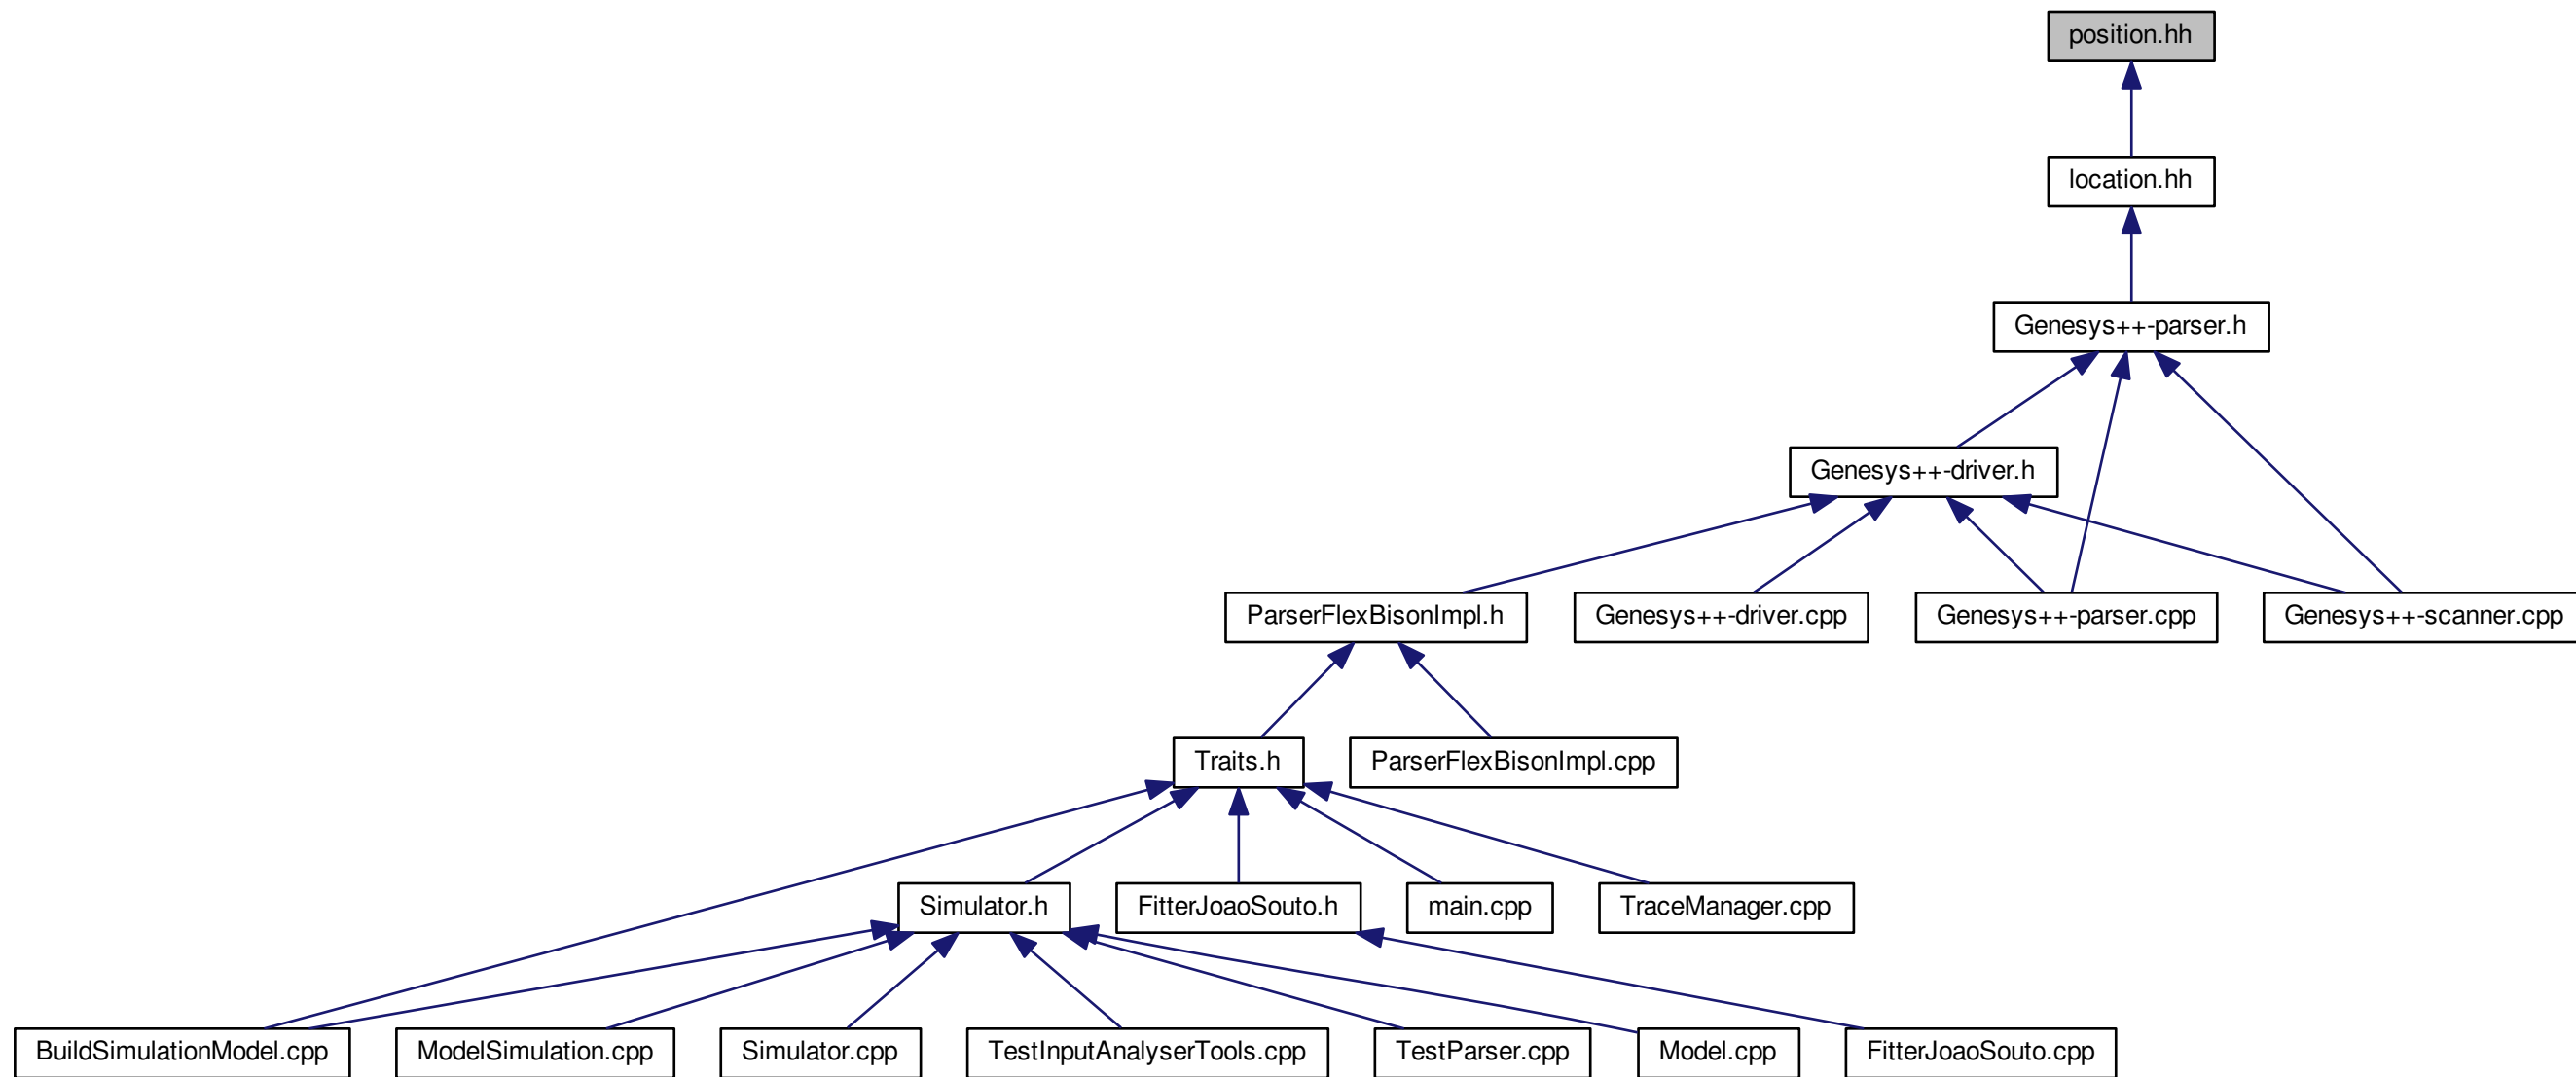 position.hh
location.hh
Genesys++-parser.h
Genesys++-driver.h
ParserFlexBisonImpl.h
Genesys++-driver.cpp
Genesys++-parser.cpp
Genesys++-scanner.cpp
Traits.h
ParserFlexBisonImpl.cpp
Simulator.h
FitterJoaoSouto.h
main.cpp
TraceManager.cpp
BuildSimulationModel.cpp
ModelSimulation.cpp
Simulator.cpp
TestInputAnalyserTools.cpp
TestParser.cpp
Model.cpp
FitterJoaoSouto.cpp